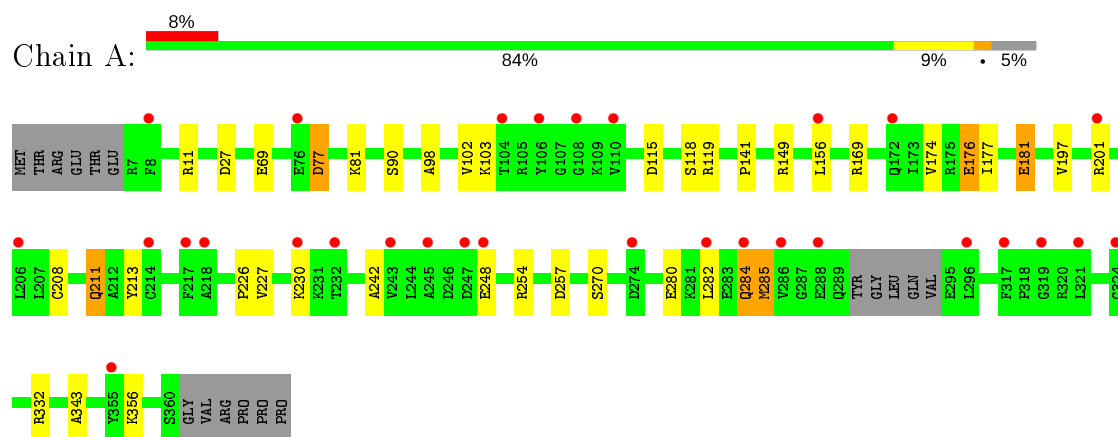 8%
Chain A:
84% 9% • 5%
MET THR ARG GLU THR GLU R7 F8 R11 D27 E69 E76 D77 K81 S90 A98 V102 K103 T104 R105 Y106 G107 G108 K109 V110 D115 S118 R119 P141 R149 L156 R169 Q172 I173 V174 R175 E176 I177 E181 V197 R201
L206 L207 C208 Q211 A212 Y213 C214 F217 A218 P226 V227 K230 K231 T232 A242 V243 L244 A245 D246 D247 E248 R254 D257 S270 D274 E280 K281 L282 E283 Q284 M285 V286 G287 E288 Q289 TYR GLY LEU GLN VAL E295 L296 F317 P318 G319 R320 L321 G324
R332 A343 Y355 K356 S360 GLY VAL ARG PRO PRO PRO